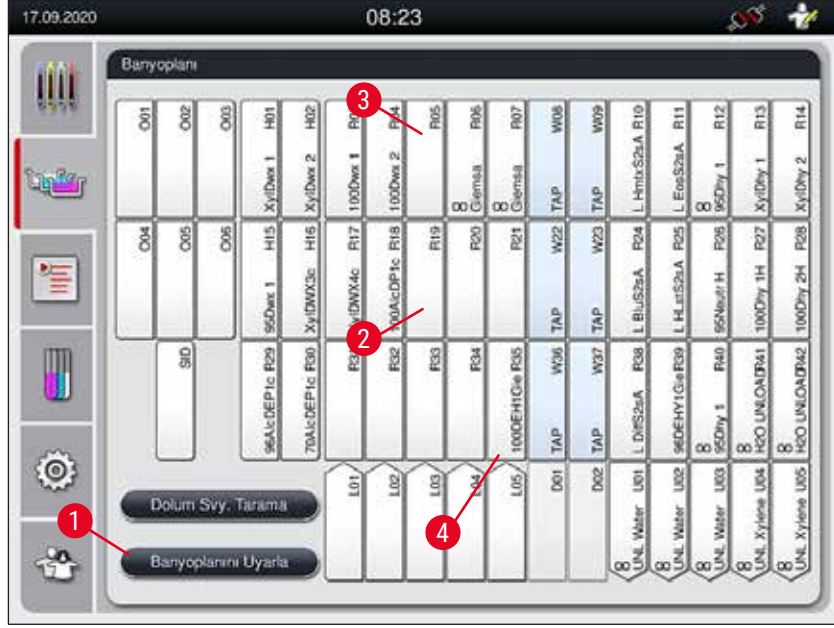 17.09.2020 08:23
Banyoplanı
O01
O02
O03
XylDwx 1 H01
XylDwx 2 H02
100Dwx 1
100Dwx 2
R05
∞ Giemsa R06
∞ Giemsa R07
TAP W08
TAP W09
L HmtxS2sA R10
L EosS2sA R11
∞ 95Dhy 1 R12
XylDhy 1 R13
XylDhy 2 R14
O04
O05
O06
95Dwx 1 H15
XylDWX3c H16
XylDWX4c R17
100AlcDP1c R18
R19
R20
R21
TAP W22
TAP W23
L BluS2sA R24
L HLstS2sA R25
95Neutr H R26
100Dhy 1H R27
100Dhy 2H R28
SID
96AlcDEP1c R29
70AlcDEP1c R30
R32
R33
R34
100DEH1Gie R35
TAP W36
TAP W37
L DifS2sA R38
96DEHY1Gie R39
∞ 95Dhy 1 R40
∞ H2O UNLOAD R41
∞ H2O UNLOAD R42
L01
L02
L03
L04
L05
D01
D02
∞ UNL Water U01
UNL Water U02
∞ UNL Water U03
∞ UNL Xylene U04
∞ UNL Xylene U05
Dolum Svy. Tarama
Banyoplanını Uyarla
1
2
3
4